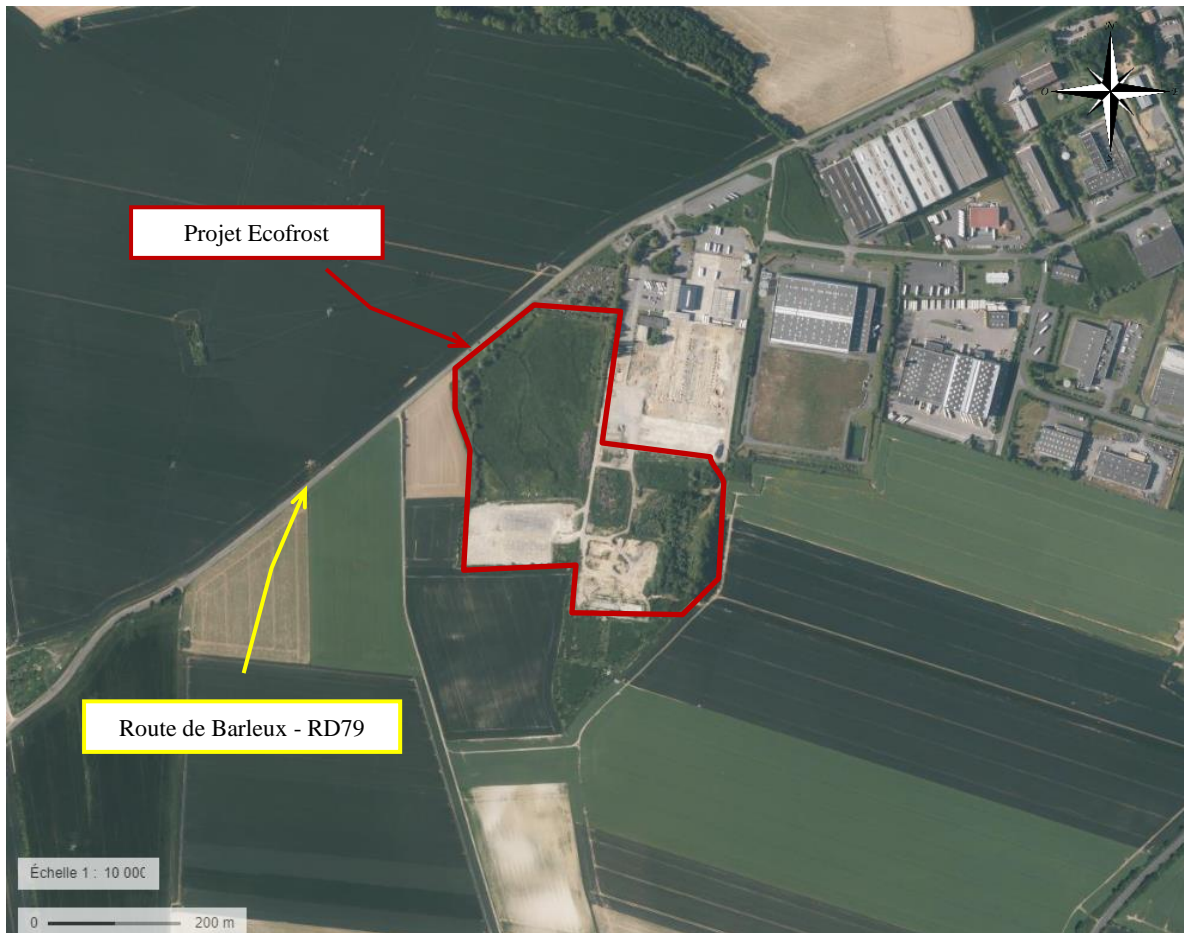 N
O
E
S
Projet Ecofrost
Route de Barleux - RD79
Échelle 1 : 10 000
0 200 m